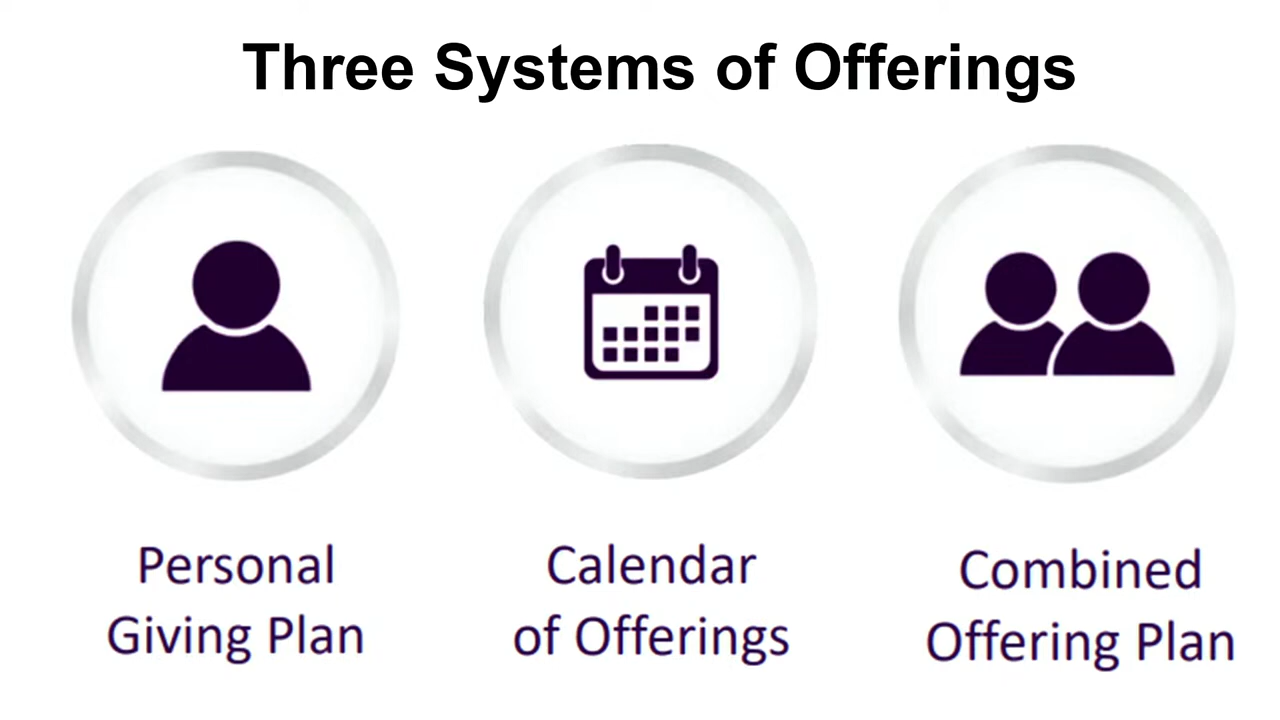 Three Systems of Offerings
Personal
Giving Plan
Calendar
of Offerings
Combined
Offering Plan